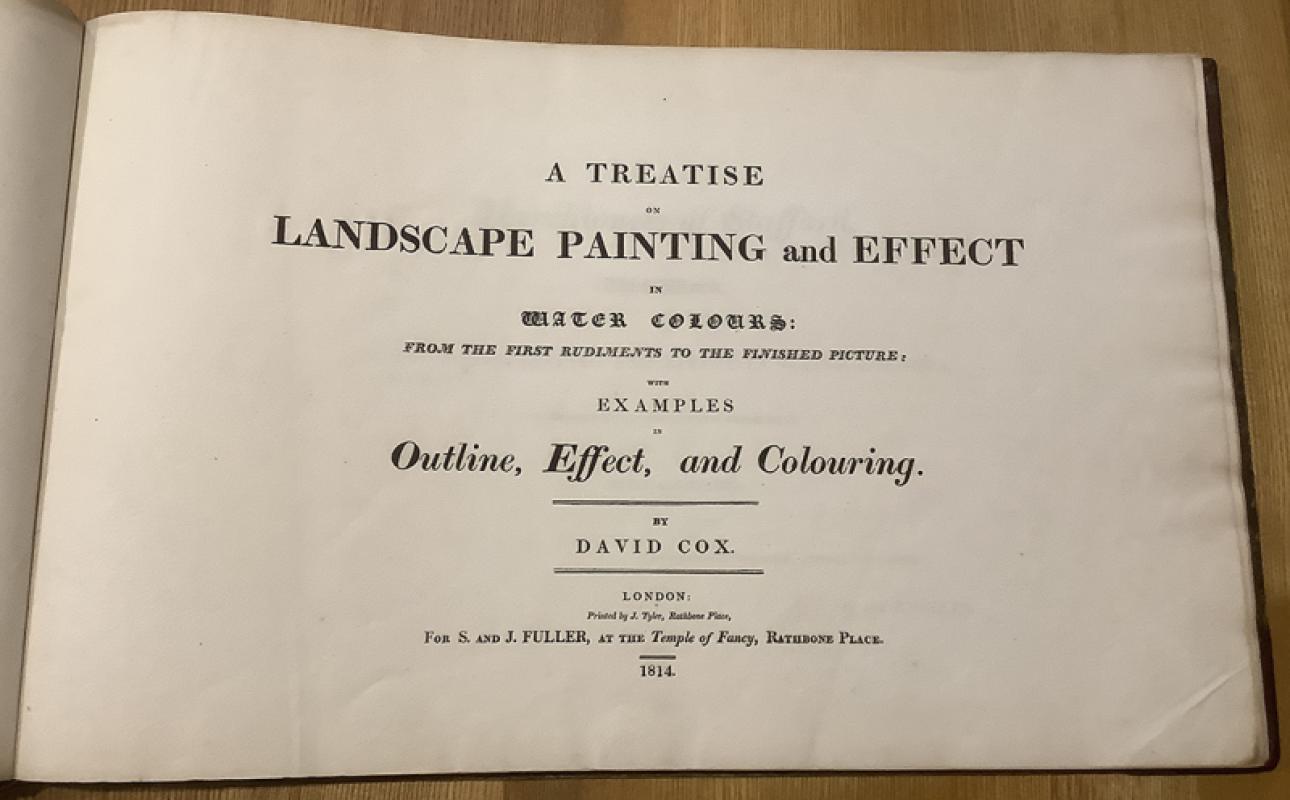 A TREATISE
ON
LANDSCAPE PAINTING and EFFECT
IN
WATER COLOURS:
FROM THE FIRST RUDIMENTS TO THE FINISHED PICTURE:
WITH
EXAMPLES
IN
Outline, Effect, and Colouring.
BY
DAVID COX.
LONDON:
Printed by J. Tyler, Rathbone Place,
FOR S. AND J. FULLER, AT THE Temple of Fancy, RATHBONE PLACE.
1814.